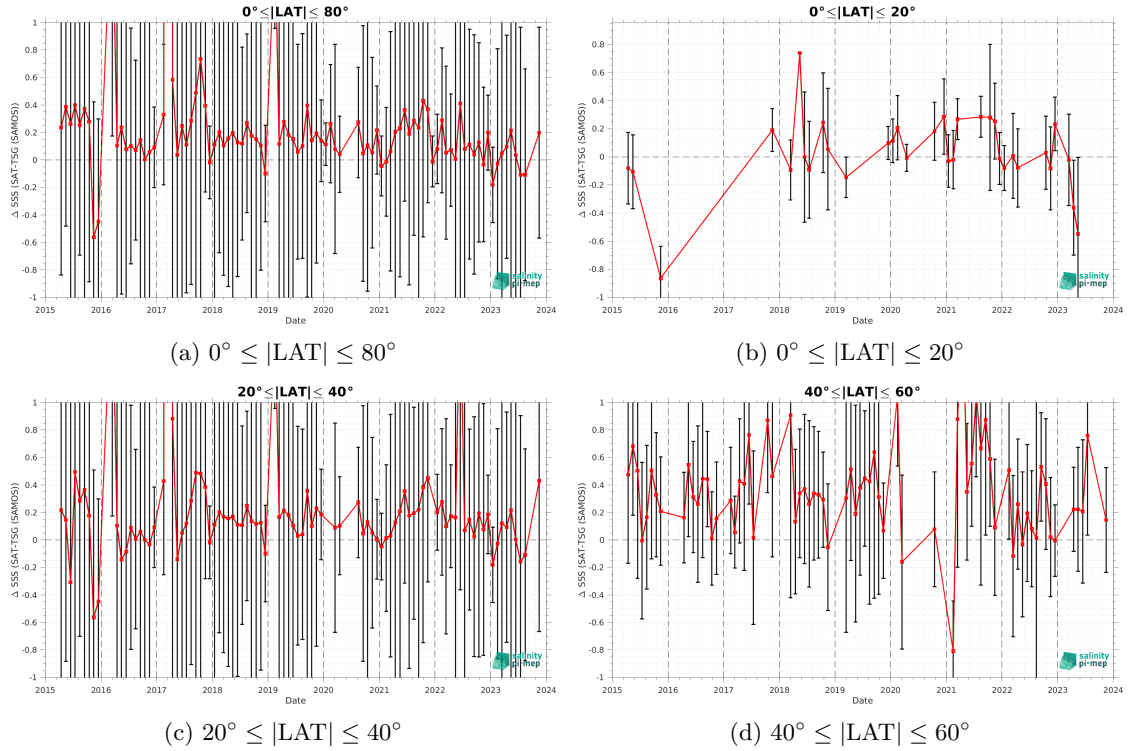 0°≤|LAT|≤ 80°
Δ SSS (SAT-TSG (SAMOS))
1
0.8
0.6
0.4
0.2
0
-0.2
-0.4
-0.6
-0.8
-1
2015 2016 2017 2018 2019 2020 2021 2022 2023 2024
Date
salinity
pi-mep
(a) 0° ≤ |LAT| ≤ 80°
0°≤|LAT|≤ 20°
Δ SSS (SAT-TSG (SAMOS))
0.8
0.6
0.4
0.2
0
-0.2
-0.4
-0.6
-0.8
-1
2015 2016 2017 2018 2019 2020 2021 2022 2023 2024
Date
salinity
pi-mep
(b) 0° ≤ |LAT| ≤ 20°
20°≤|LAT|≤ 40°
Δ SSS (SAT-TSG (SAMOS))
1
0.8
0.6
0.4
0.2
0
-0.2
-0.4
-0.6
-0.8
-1
2015 2016 2017 2018 2019 2020 2021 2022 2023 2024
Date
salinity
pi-mep
(c) 20° ≤ |LAT| ≤ 40°
40°≤|LAT|≤ 60°
Δ SSS (SAT-TSG (SAMOS))
1
0.8
0.6
0.4
0.2
0
-0.2
-0.4
-0.6
-0.8
-1
2015 2016 2017 2018 2019 2020 2021 2022 2023 2024
Date
salinity
pi-mep
(d) 40° ≤ |LAT| ≤ 60°